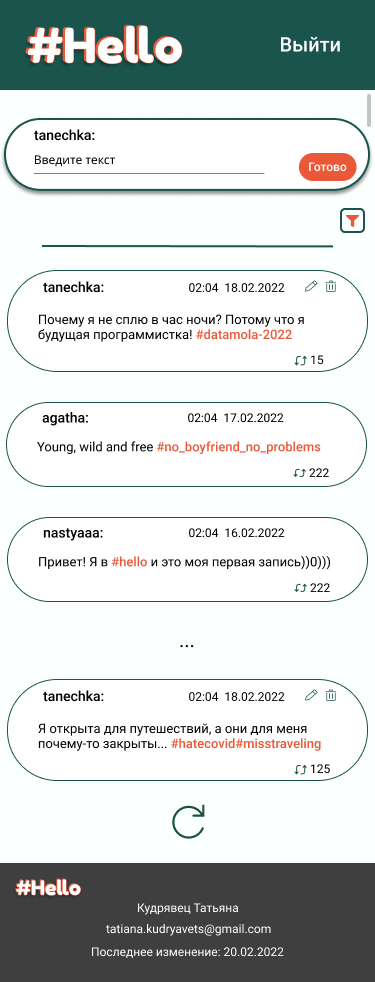 #Hello
Выйти
tanechka:
Введите текст
Готово
tanechka:
02:04 18.02.2022
Почему я не сплю в час ночи? Потому что я
будущая программистка! #datamola-2022
15
agatha:
02:04 17.02.2022
Young, wild and free #no_boyfriend_no_problems
222
nastyaaa:
02:04 16.02.2022
Привет! Я в #hello и это моя первая запись))0)))
222
...
tanechka:
02:04 18.02.2022
Я открыта для путешествий, а они для меня
почему-то закрыты... #hatecovid#misstraveling
125
#Hello
Кудрявец Татьяна
tatiana.kudryavets@gmail.com
Последнее изменение: 20.02.2022